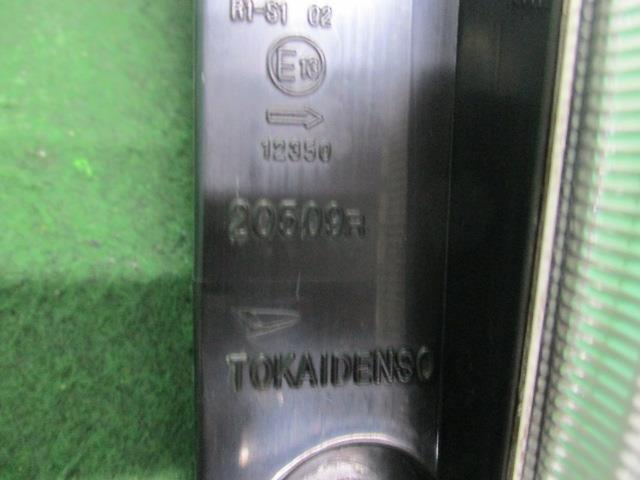 R1-S1 02
E13
12350
20509R
TOKAIDENSO